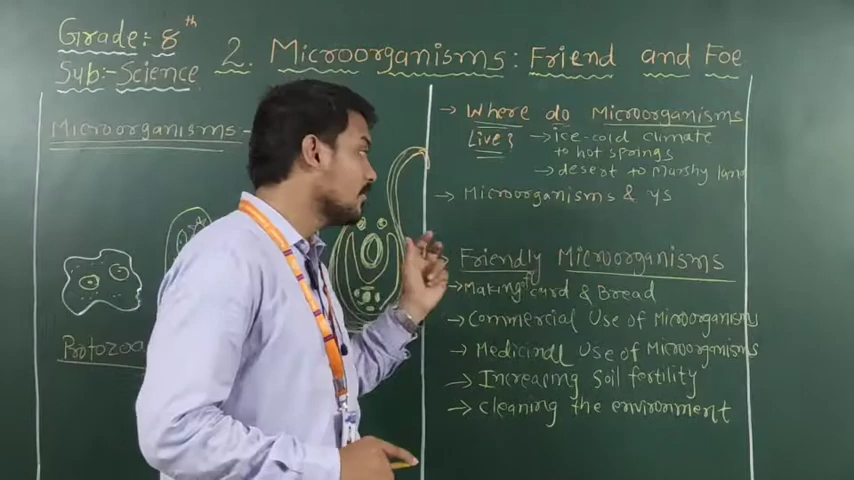 Grade:- 8th
Sub:- Science
2. Microorganisms: Friend and Foe
Microorganisms-
Protozoa
→ Where do Microorganisms
Live? → ice-cold climate
to hot springs
→ desert to Marshy land
→ Microorganisms & ys
Friendly Microorganisms
→ Making curd & Bread
→ Commercial Use of Microorganisms
→ Medicinal Use of Microorganisms
→ Increasing Soil fertility
→ Cleaning the environment